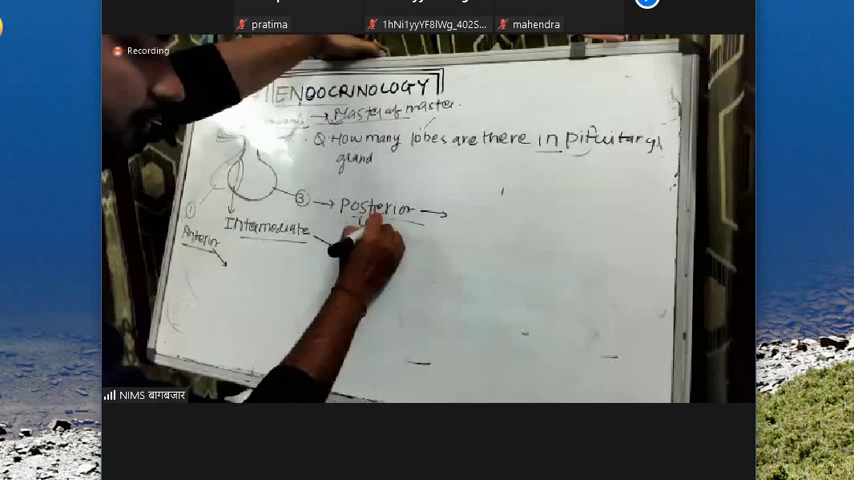 pratima
1hNi1yyYF8lWg_402S...
mahendra
Recording
ENDOCRINOLOGY
→ Master of master.
Q. How many lobes are there in pituitary
gland
① ③ → Posterior →
Intermediate
Anterior
NIMS बागबजार